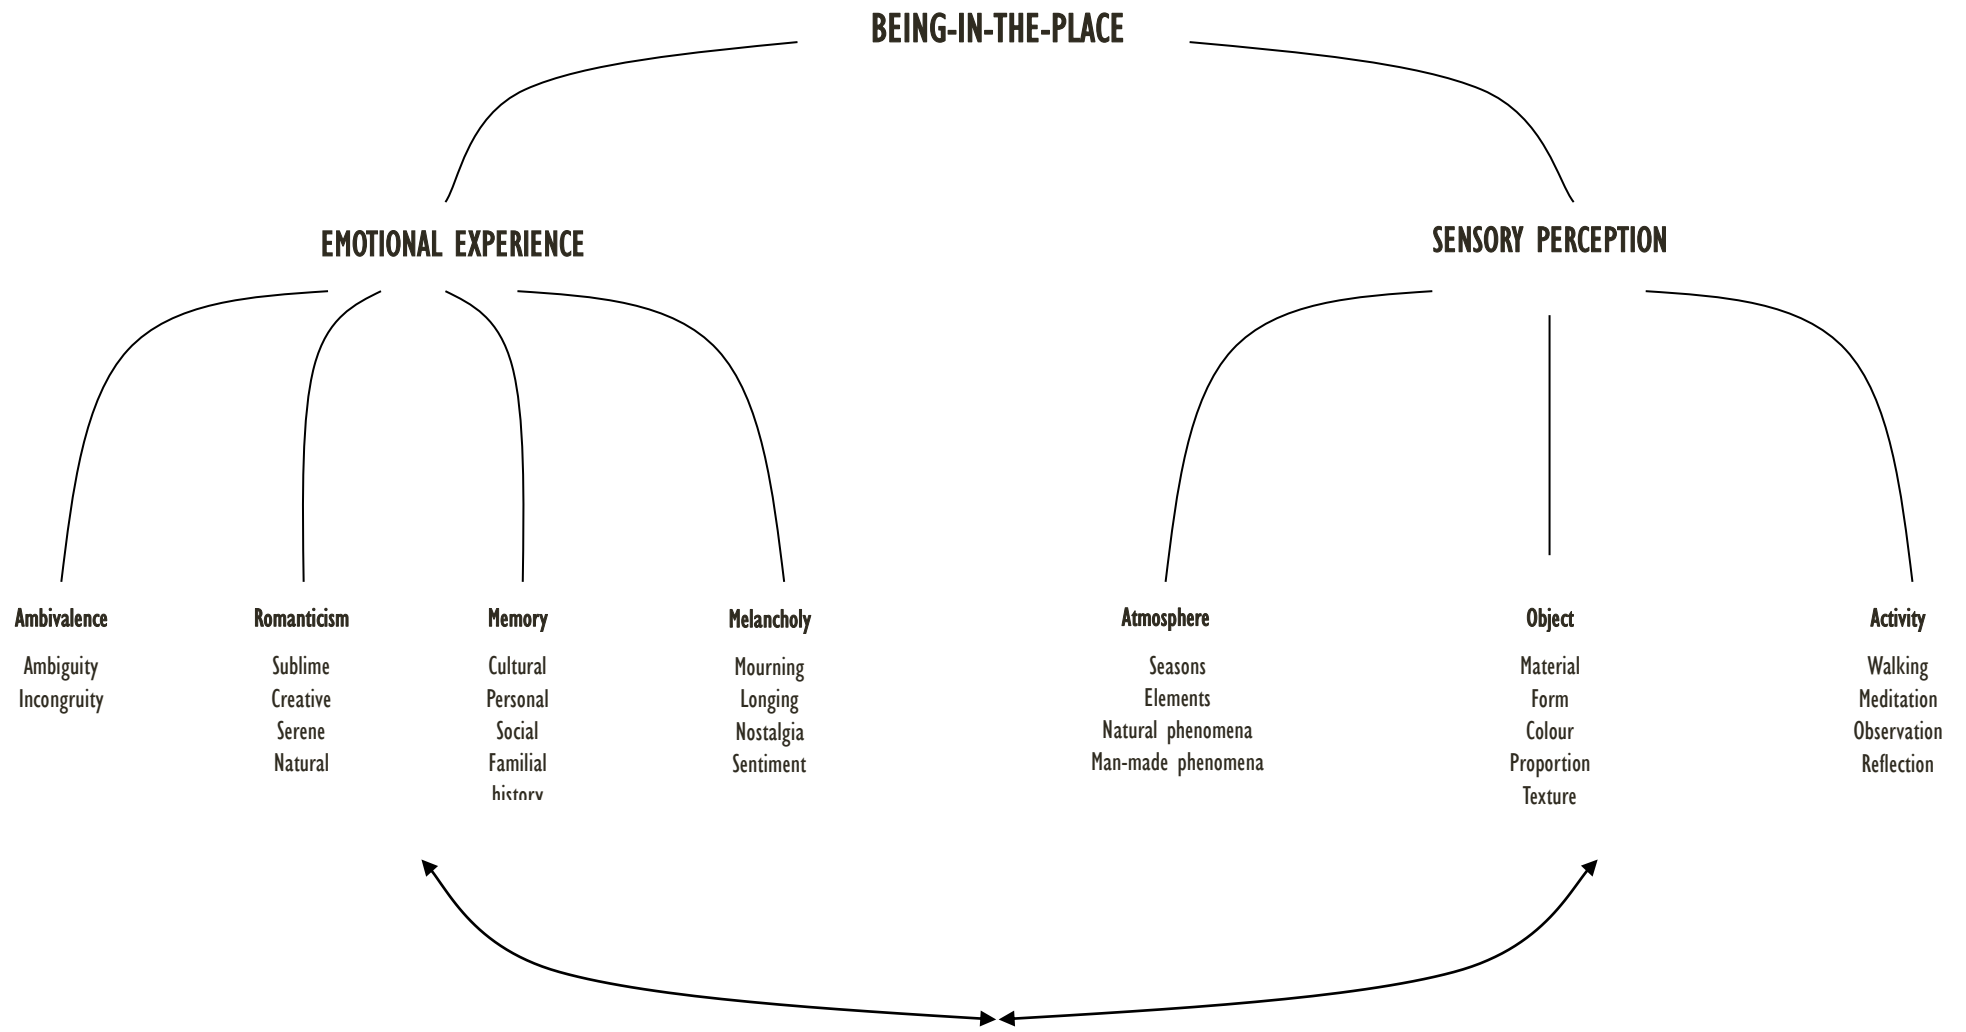 BEING-IN-THE-PLACE
EMOTIONAL EXPERIENCE
SENSORY PERCEPTION
Ambivalence
Ambiguity
Incongruity
Romanticism
Sublime
Creative
Serene
Natural
Memory
Cultural
Personal
Social
Familial
history
Melancholy
Mourning
Longing
Nostalgia
Sentiment
Atmosphere
Seasons
Elements
Natural phenomena
Man-made phenomena
Object
Material
Form
Colour
Proportion
Texture
Activity
Walking
Meditation
Observation
Reflection